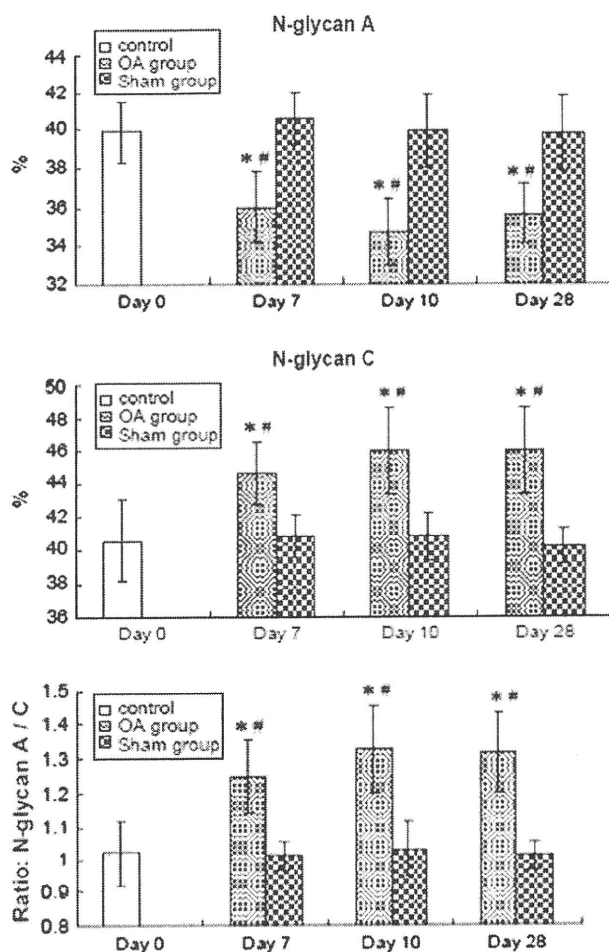 N-glycan A
control
OA group
Sham group
44
42
40
38
36
34
32
%
* #
* #
* #
Day 0 Day 7 Day 10 Day 28
N-glycan C
control
OA group
Sham group
50
48
46
44
42
40
38
36
%
* #
* #
* #
Day 0 Day 7 Day 10 Day 28
control
OA group
Sham group
1.5
1.4
1.3
1.2
1.1
1
0.9
0.8
Ratio: N-glycan A / C
* #
* #
* #
Day 0 Day 7 Day 10 Day 28